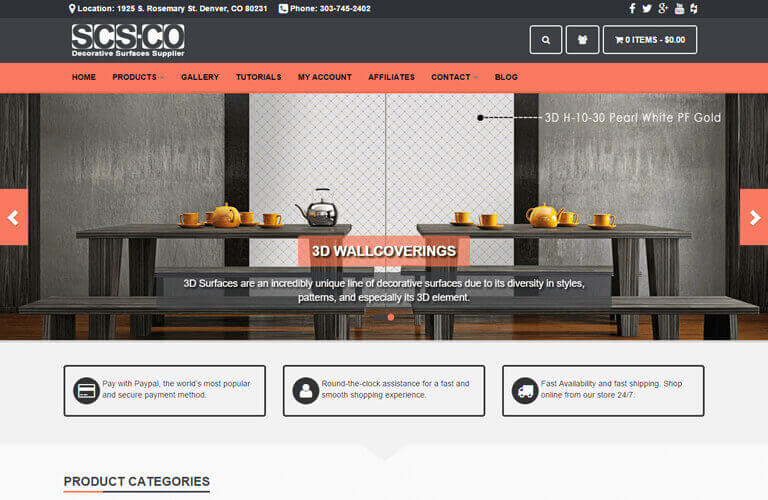 Location: 1925 S. Rosemary St. Denver, CO 80231 Phone: 303-745-2402
SCS·CO
Decorative Surfaces Supplier
0 ITEMS - $0.00
HOME PRODUCTS GALLERY TUTORIALS MY ACCOUNT AFFILIATES CONTACT BLOG
3D H-10-30 Pearl White PF Gold
3D WALLCOVERINGS
3D Surfaces are an incredibly unique line of decorative surfaces due to its diversity in styles,
patterns, and especially its 3D element.
Pay with Paypal, the world's most popular
and secure payment method.
Round-the-clock assistance for a fast and
smooth shopping experience.
Fast Availability and fast shipping. Shop
online from our store 24/7.
PRODUCT CATEGORIES